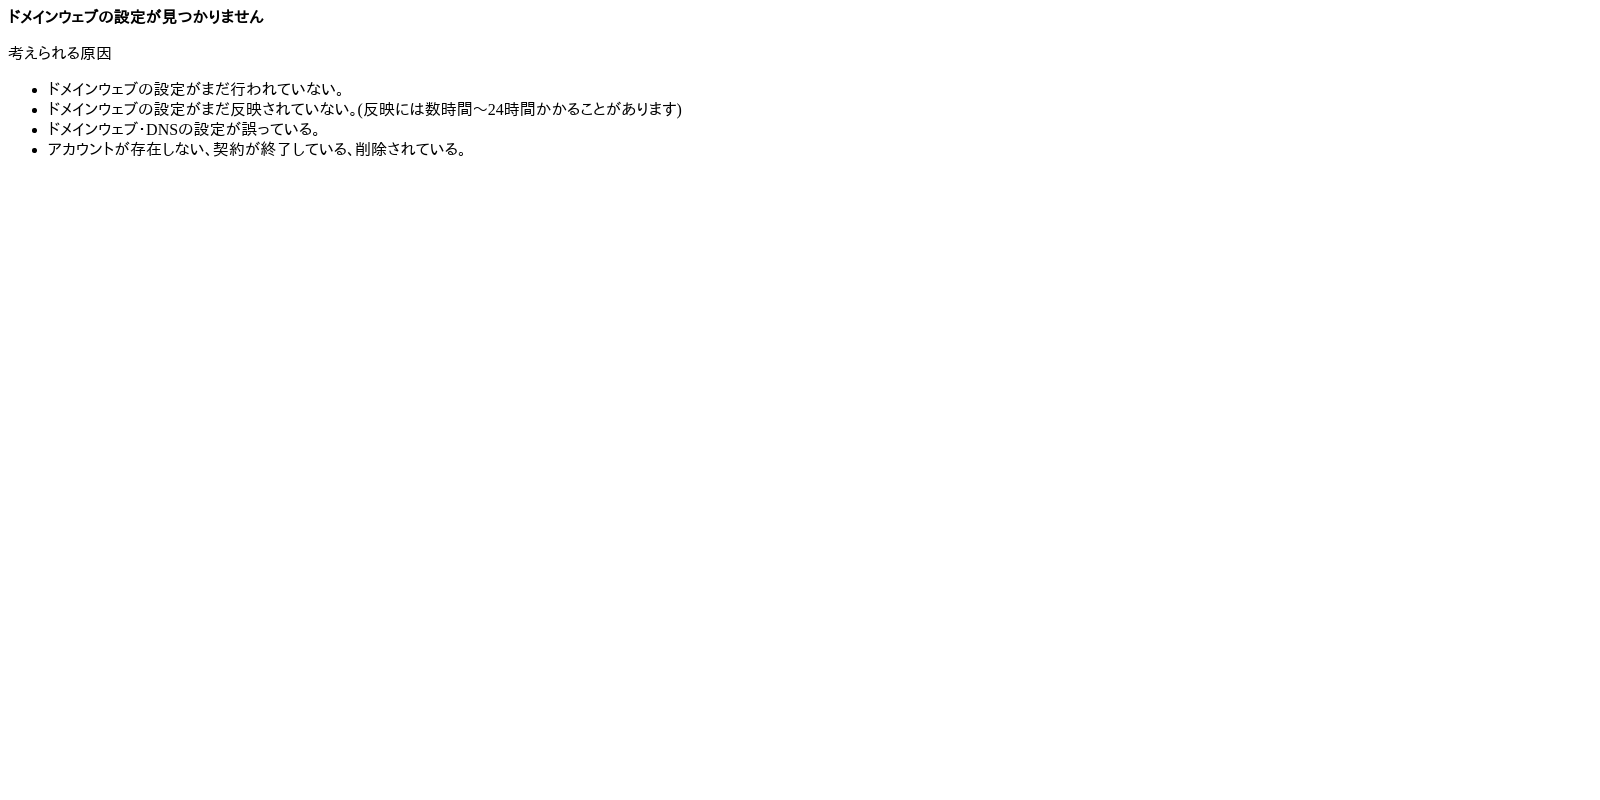 ドメインウェブの設定が見つかりません
考えられる原因
ドメインウェブの設定がまだ行われていない。
ドメインウェブの設定がまだ反映されていない。(反映には数時間～24時間かかることがあります)
ドメインウェブ・DNSの設定が誤っている。
アカウントが存在しない、契約が終了している、削除されている。